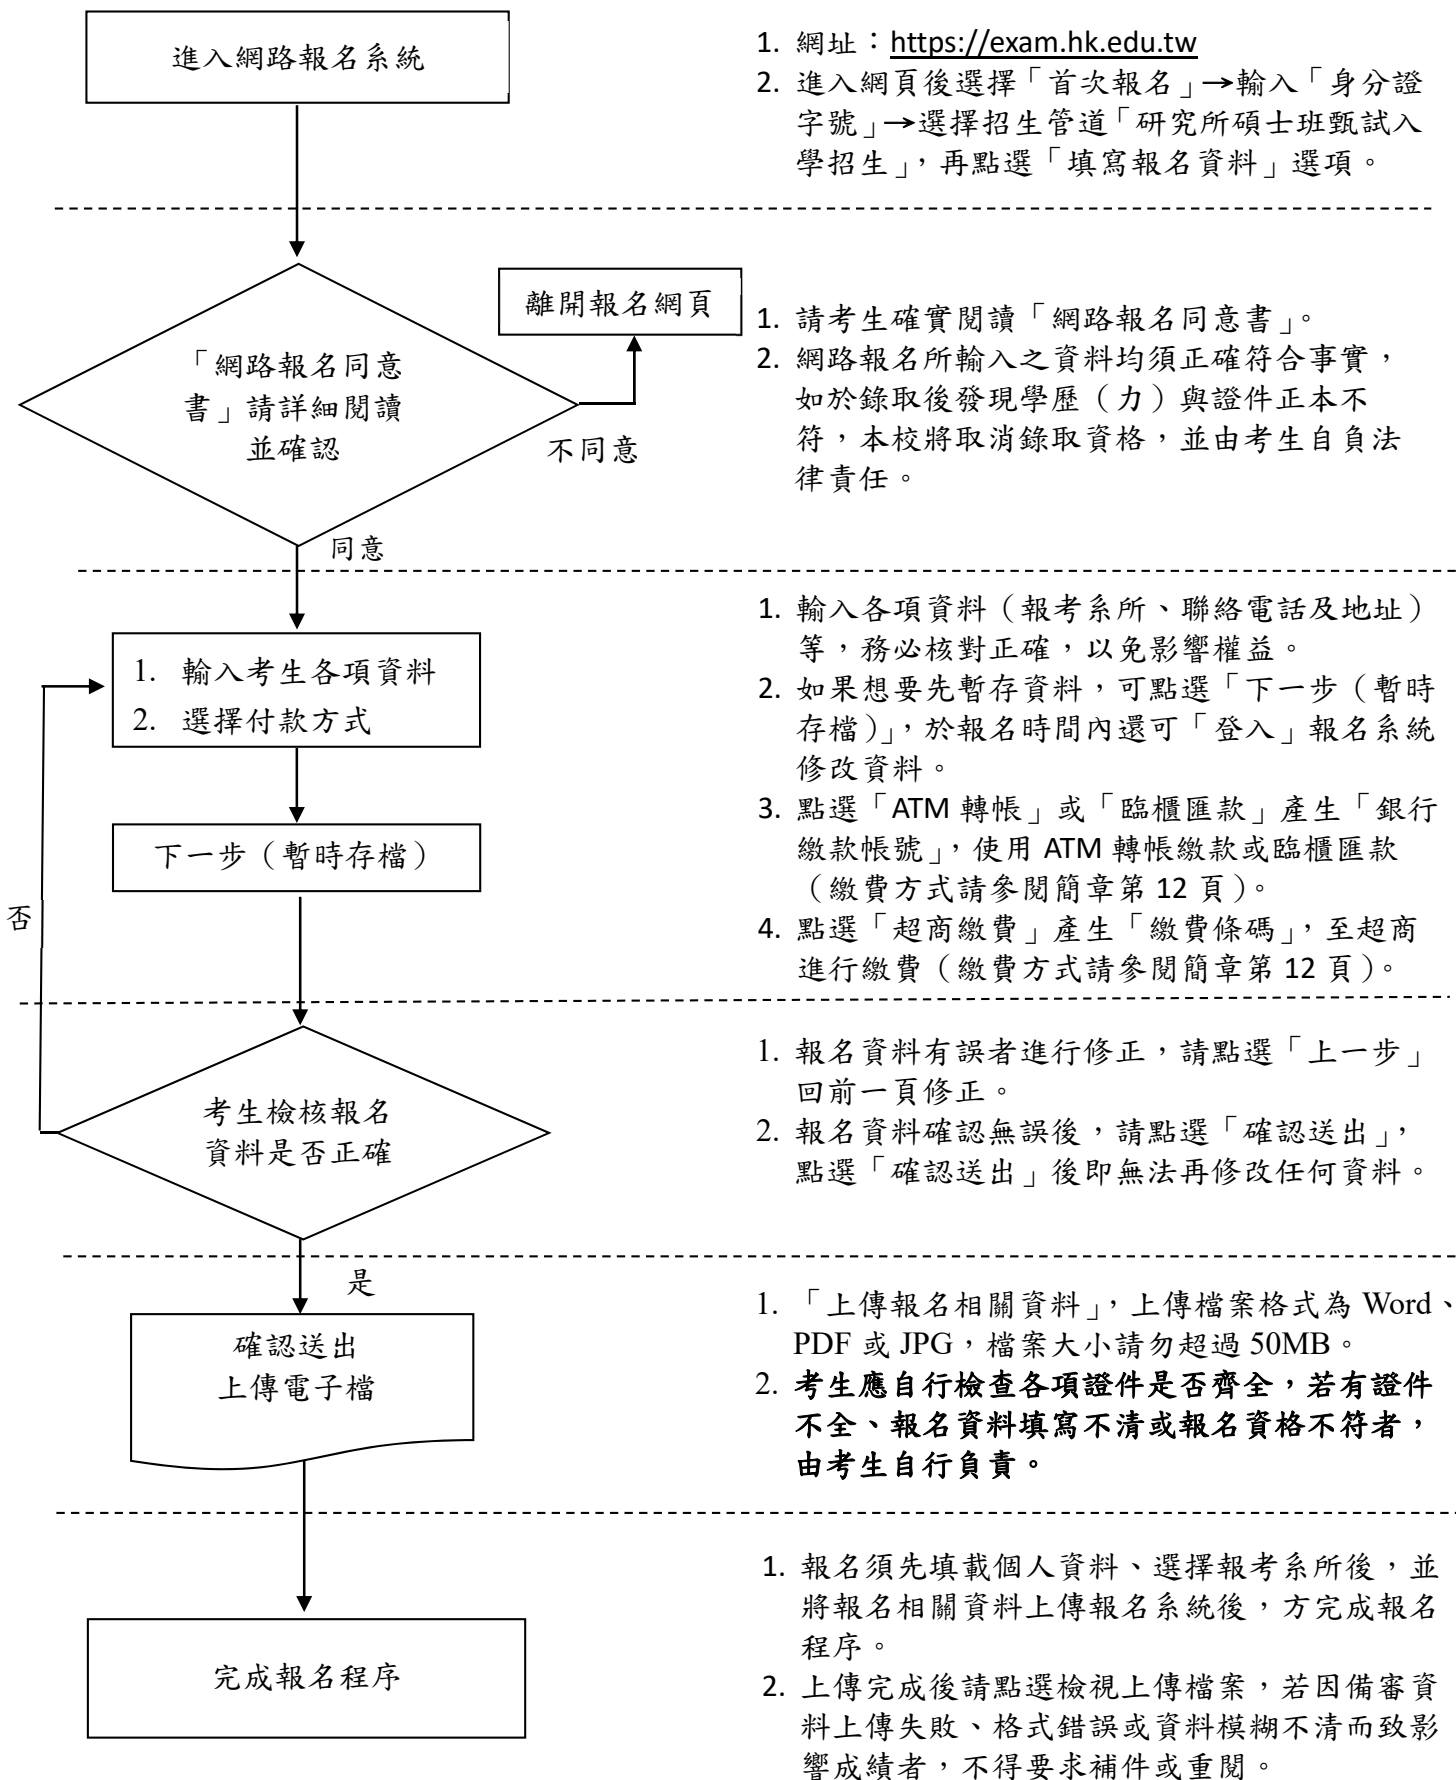 進入網路報名系統
1. 網址：https://exam.hk.edu.tw
2. 進入網頁後選擇「首次報名」→輸入「身分證
字號」→選擇招生管道「研究所碩士班甄試入
學招生」，再點選「填寫報名資料」選項。
離開報名網頁
「網路報名同意
書」請詳細閱讀
並確認
不同意
同意
1. 請考生確實閱讀「網路報名同意書」。
2. 網路報名所輸入之資料均須正確符合事實，
如於錄取後發現學歷（力）與證件正本不
符，本校將取消錄取資格，並由考生自負法
律責任。
1. 輸入考生各項資料
2. 選擇付款方式
下一步（暫時存檔）
否
1. 輸入各項資料（報考系所、聯絡電話及地址）
等，務必核對正確，以免影響權益。
2. 如果想要先暫存資料，可點選「下一步（暫時
存檔）」，於報名時間內還可「登入」報名系統
修改資料。
3. 點選「ATM 轉帳」或「臨櫃匯款」產生「銀行
繳款帳號」，使用 ATM 轉帳繳款或臨櫃匯款
（繳費方式請參閱簡章第 12 頁）。
4. 點選「超商繳費」產生「繳費條碼」，至超商
進行繳費（繳費方式請參閱簡章第 12 頁）。
考生檢核報名
資料是否正確
是
1. 報名資料有誤者進行修正，請點選「上一步」
回前一頁修正。
2. 報名資料確認無誤後，請點選「確認送出」，
點選「確認送出」後即無法再修改任何資料。
確認送出
上傳電子檔
1. 「上傳報名相關資料」，上傳檔案格式為 Word、
PDF 或 JPG，檔案大小請勿超過 50MB。
2. 考生應自行檢查各項證件是否齊全，若有證件
不全、報名資料填寫不清或報名資格不符者，
由考生自行負責。
完成報名程序
1. 報名須先填載個人資料、選擇報考系所後，並
將報名相關資料上傳報名系統後，方完成報名
程序。
2. 上傳完成後請點選檢視上傳檔案，若因備審資
料上傳失敗、格式錯誤或資料模糊不清而致影
響成績者，不得要求補件或重閱。